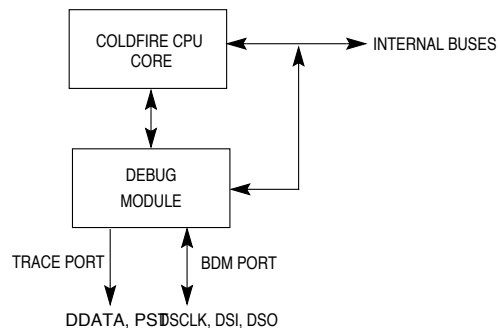 COLDFIRE CPU
CORE
INTERNAL BUSES
DEBUG
MODULE
TRACE PORT
BDM PORT
DDATA, PST
DSCLK, DSI, DSO